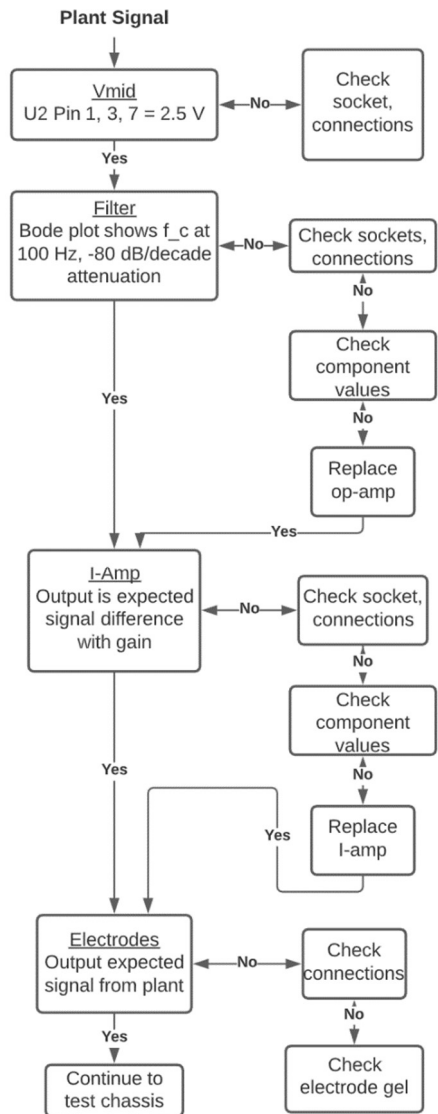 Plant Signal
Vmid
U2 Pin 1, 3, 7 = 2.5 V
No
Check
socket,
connections
Yes
Filter
Bode plot shows f_c at
100 Hz, -80 dB/decade
attenuation
No
Check sockets,
connections
No
Check
component
values
No
Replace
op-amp
Yes
Yes
I-Amp
Output is expected
signal difference
with gain
No
Check socket,
connections
No
Check
component
values
No
Replace
I-amp
Yes
Yes
Electrodes
Output expected
signal from plant
No
Check
connections
No
Check
electrode gel
Yes
Continue to
test chassis